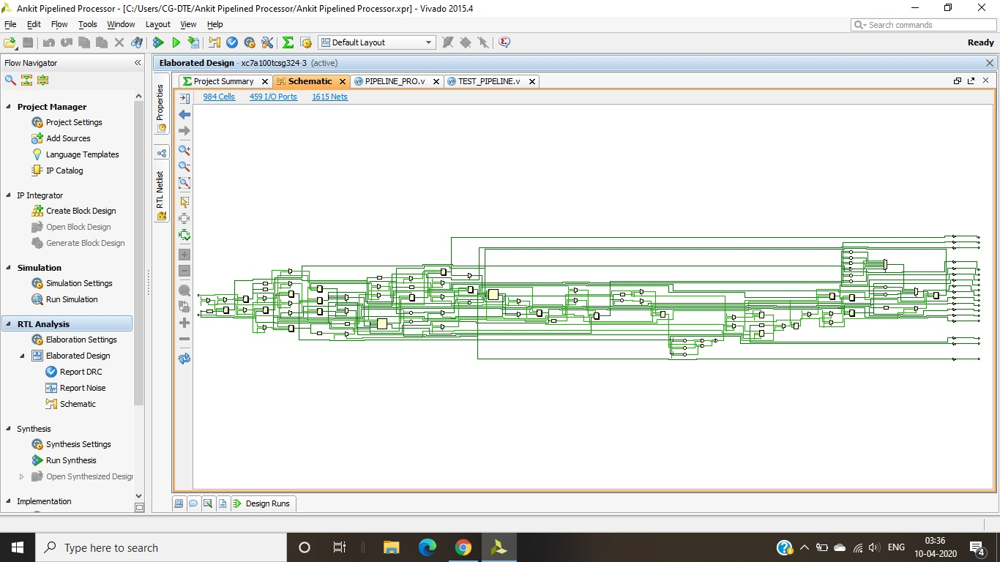 Ankit Pipelined Processor - [C:/Users/CG-DTE/Ankit Pipelined Processor/Ankit Pipelined Processor.xpr] - Vivado 2015.4
File Edit Flow Tools Window Layout View Help
Search commands
Default Layout
Ready
Flow Navigator
Project Manager
Project Settings
Add Sources
Language Templates
IP Catalog
IP Integrator
Create Block Design
Open Block Design
Generate Block Design
Simulation
Simulation Settings
Run Simulation
RTL Analysis
Elaboration Settings
Elaborated Design
Report DRC
Report Noise
Schematic
Synthesis
Synthesis Settings
Run Synthesis
Open Synthesized Design
Implementation
Elaborated Design - xc7a100tcsg324-3 (active)
Properties
RTL Netlist
Project Summary
Schematic
PIPELINE_PRO.v
TEST_PIPELINE.v
984 Cells 459 I/O Ports 1615 Nets
Design Runs
Type here to search
ENG
03:36
10-04-2020
4